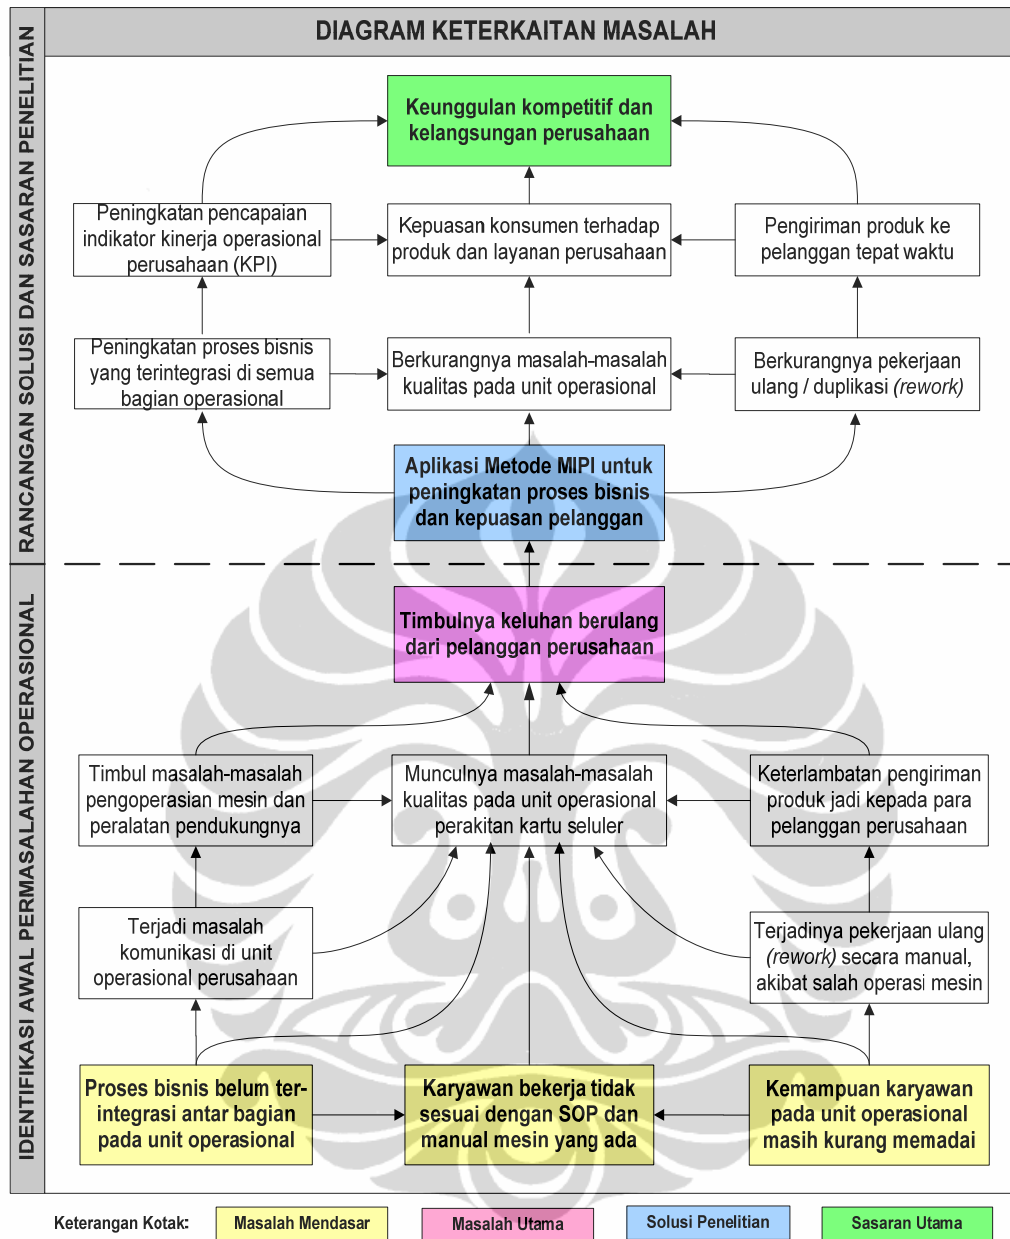 DIAGRAM KETERKAITAN MASALAH
RANCANGAN SOLUSI DAN SASARAN PENELITIAN
Keunggulan kompetitif dan
kelangsungan perusahaan
Peningkatan pencapaian
indikator kinerja operasional
perusahaan (KPI)
Kepuasan konsumen terhadap
produk dan layanan perusahaan
Pengiriman produk ke
pelanggan tepat waktu
Peningkatan proses bisnis
yang terintegrasi di semua
bagian operasional
Berkurangnya masalah-masalah
kualitas pada unit operasional
Berkurangnya pekerjaan
ulang / duplikasi (rework)
Aplikasi Metode MIPI untuk
peningkatan proses bisnis
dan kepuasan pelanggan
IDENTIFIKASI AWAL PERMASALAHAN OPERASIONAL
Timbulnya keluhan berulang
dari pelanggan perusahaan
Timbul masalah-masalah
pengoperasian mesin dan
peralatan pendukungnya
Munculnya masalah-masalah
kualitas pada unit operasional
perakitan kartu seluler
Keterlambatan pengiriman
produk jadi kepada para
pelanggan perusahaan
Terjadi masalah
komunikasi di unit
operasional perusahaan
Terjadinya pekerjaan ulang
(rework) secara manual,
akibat salah operasi mesin
Proses bisnis belum ter-
integrasi antar bagian
pada unit operasional
Karyawan bekerja tidak
sesuai dengan SOP dan
manual mesin yang ada
Kemampuan karyawan
pada unit operasional
masih kurang memadai
Keterangan Kotak:
Masalah Mendasar
Masalah Utama
Solusi Penelitian
Sasaran Utama